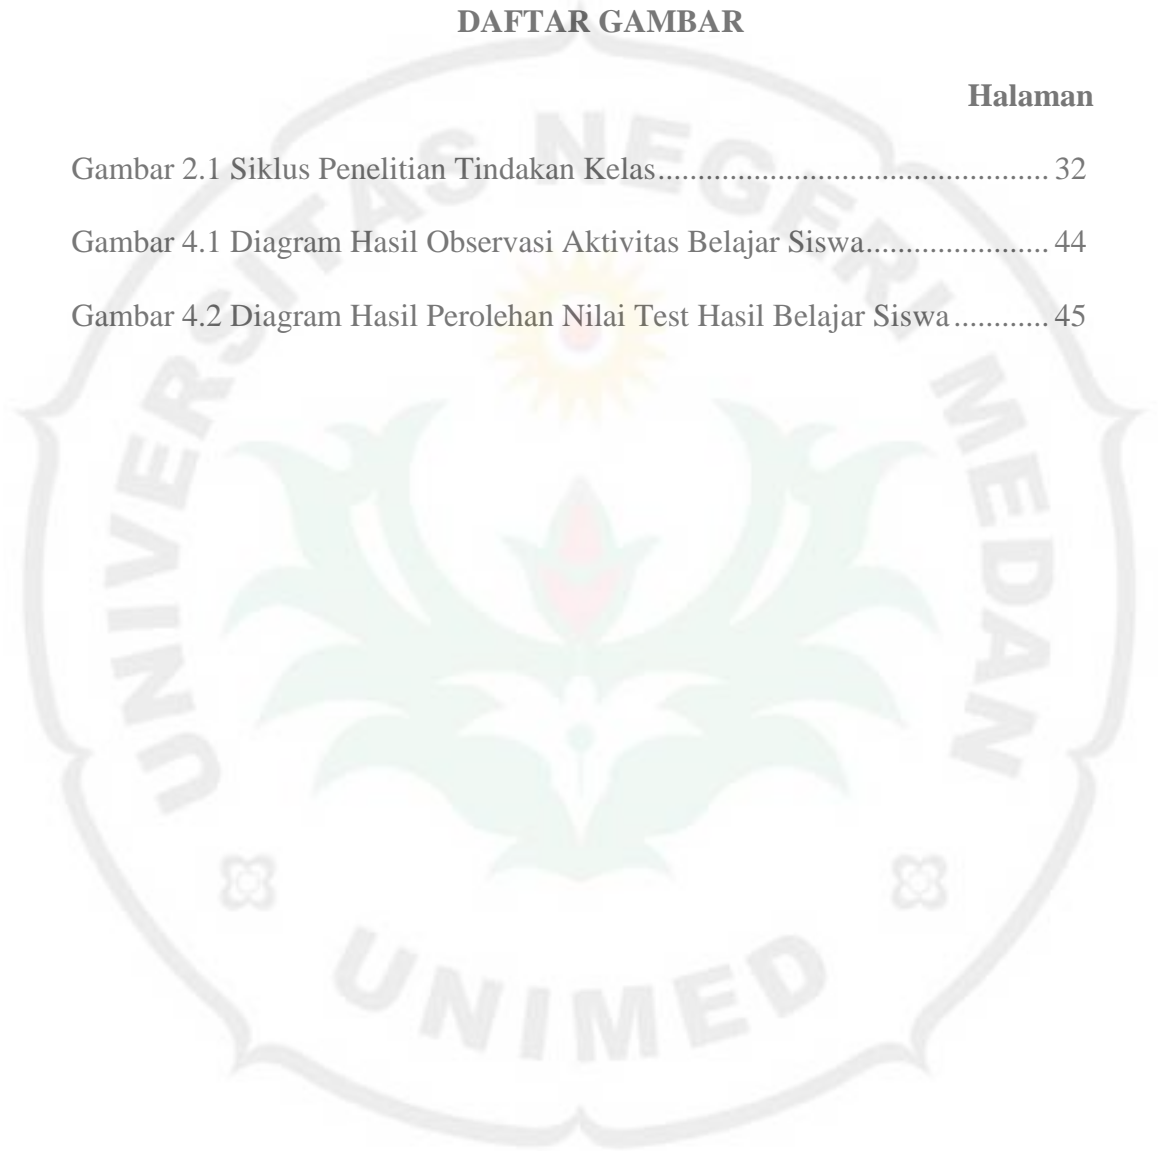 DAFTAR GAMBAR
Halaman
Gambar 2.1 Siklus Penelitian Tindakan Kelas............................................... 32
Gambar 4.1 Diagram Hasil Observasi Aktivitas Belajar Siswa...................... 44
Gambar 4.2 Diagram Hasil Perolehan Nilai Test Hasil Belajar Siswa............ 45
UNIVERSITAS NEGERI MEDAN
UNIMED